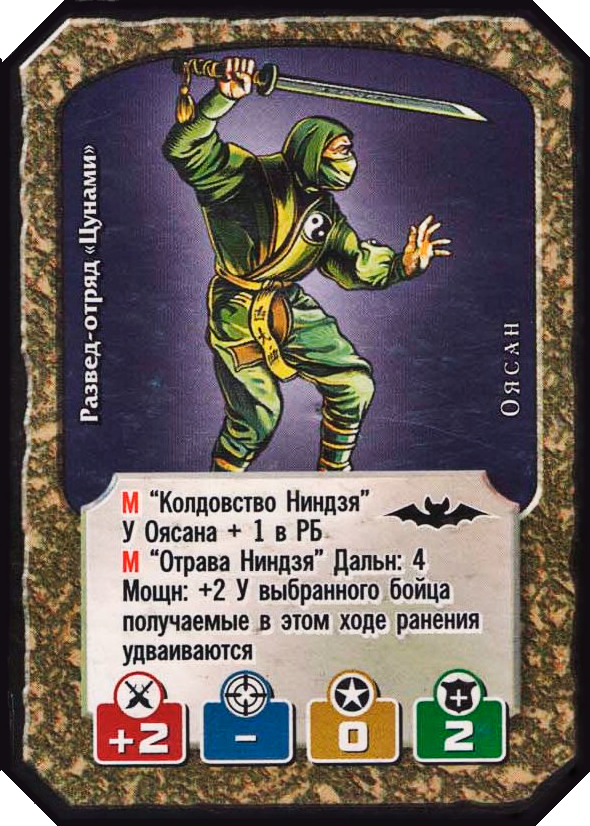 Развед-отряд «Цунами»
Оясан
М “Колдовство Ниндзя”
У Оясана + 1 в РБ
М “Отрава Ниндзя” Дальн: 4
Мощн: +2 У выбранного бойца
получаемые в этом ходе ранения
удваиваются
+2 – 0 2